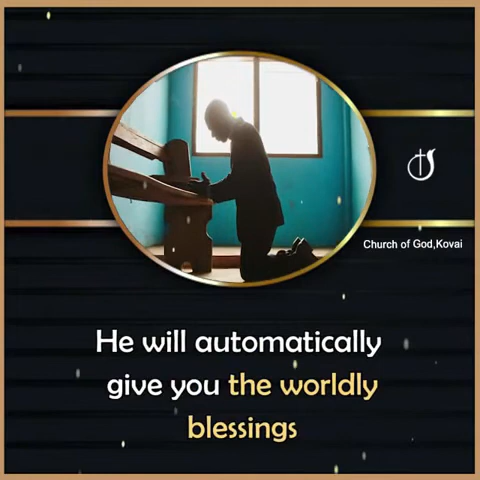 Church of God,Kovai
He will automatically
give you the worldly
blessings